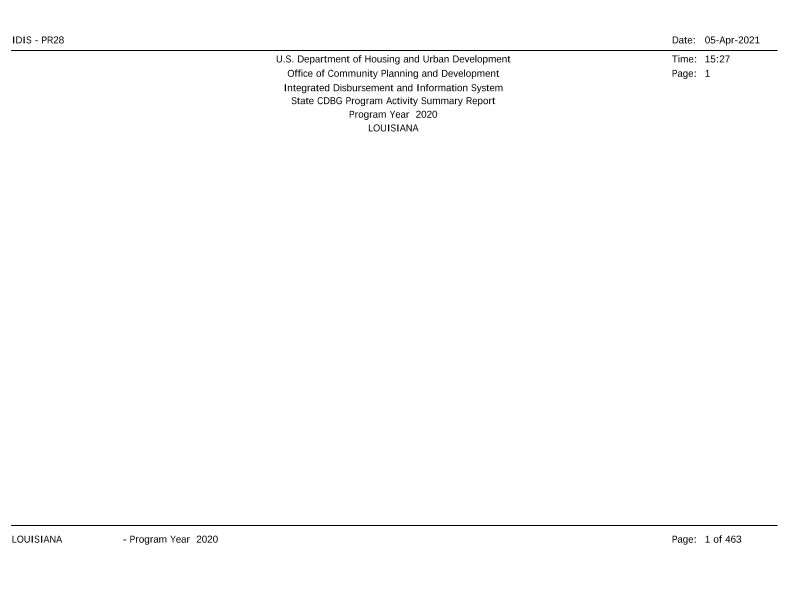 IDIS - PR28 Date: 05-Apr-2021
U.S. Department of Housing and Urban Development Time: 15:27
Office of Community Planning and Development Page: 1
Integrated Disbursement and Information System
State CDBG Program Activity Summary Report
Program Year 2020
LOUISIANA
LOUISIANA - Program Year 2020 Page: 1 of 463